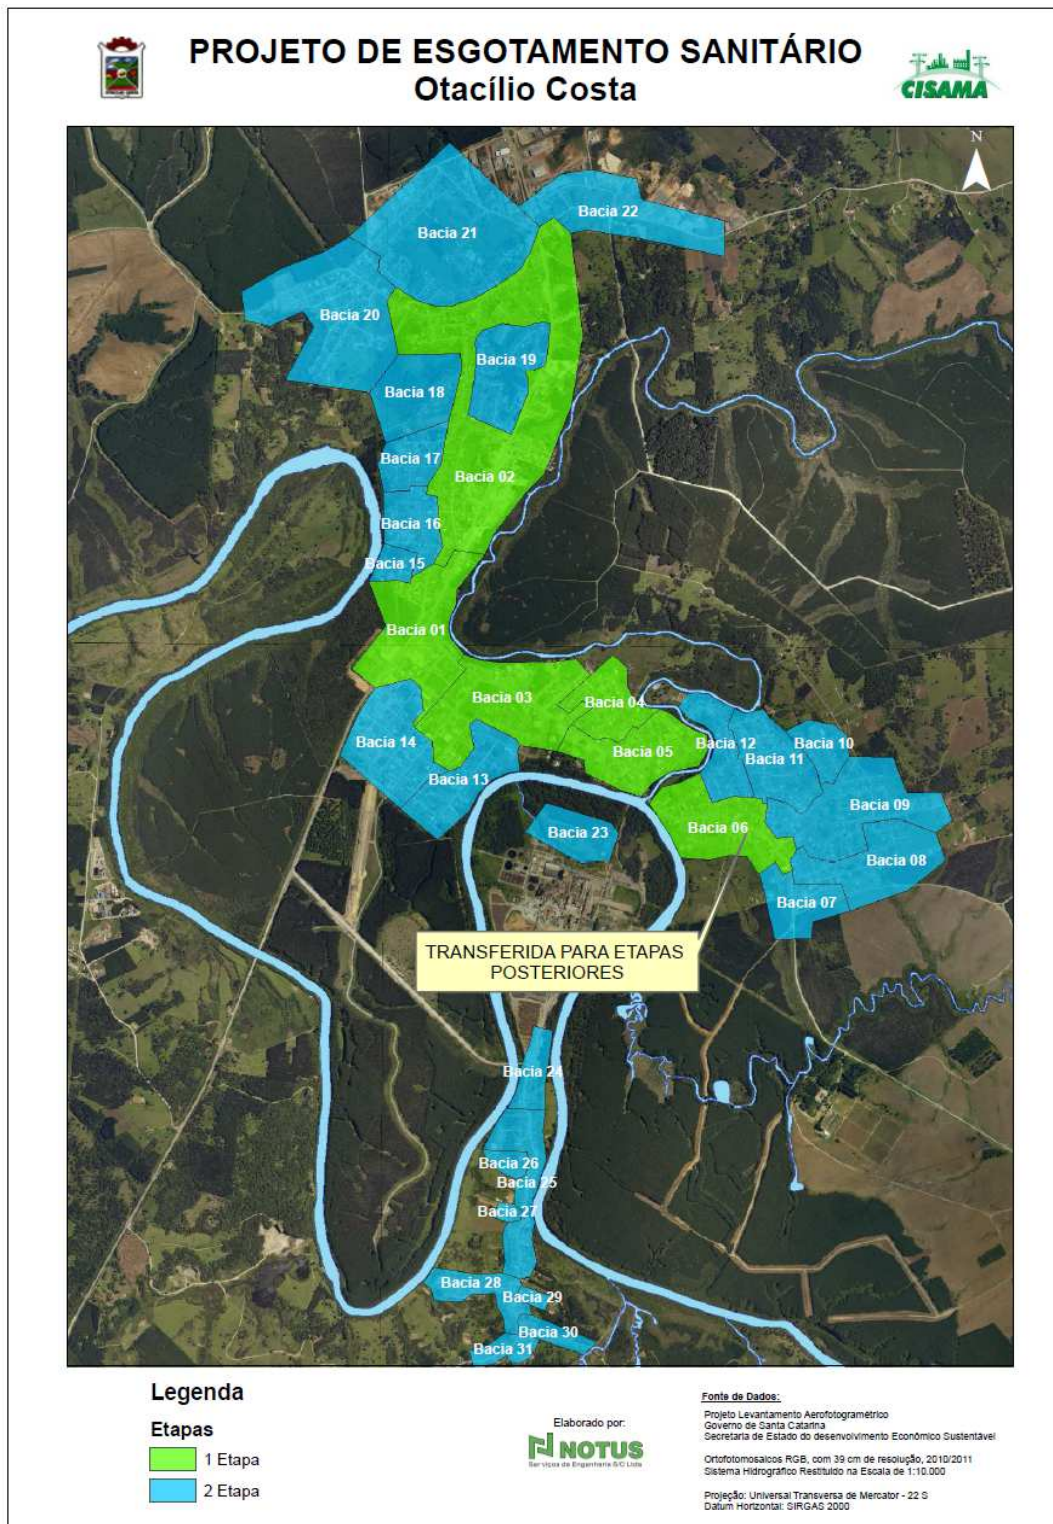 PROJETO DE ESGOTAMENTO SANITÁRIO
Otacílio Costa
CISAMA
N
Bacia 22
Bacia 21
Bacia 20
Bacia 19
Bacia 18
Bacia 17
Bacia 02
Bacia 16
Bacia 15
Bacia 01
Bacia 03
Bacia 04
Bacia 14
Bacia 05
Bacia 12
Bacia 10
Bacia 11
Bacia 13
Bacia 09
Bacia 23
Bacia 06
Bacia 08
Bacia 07
TRANSFERIDA PARA ETAPAS
POSTERIORES
Bacia 24
Bacia 26
Bacia 25
Bacia 27
Bacia 28
Bacia 29
Bacia 30
Bacia 31
Legenda
Etapas
1 Etapa
2 Etapa
Elaborado por:
NOTUS
Serviços de Engenharia S/C Ltda
Fonte de Dados:
Projeto Levantamento Aerofotogramétrico
Governo de Santa Catarina
Secretaria de Estado do desenvolvimento Econômico Sustentável
Ortofotomosaicos RGB, com 39 cm de resolução, 2010/2011
Sistema Hidrográfico Restituído na Escala de 1:10.000
Projeção: Universal Transversa de Mercator - 22 S
Datum Horizontal: SIRGAS 2000